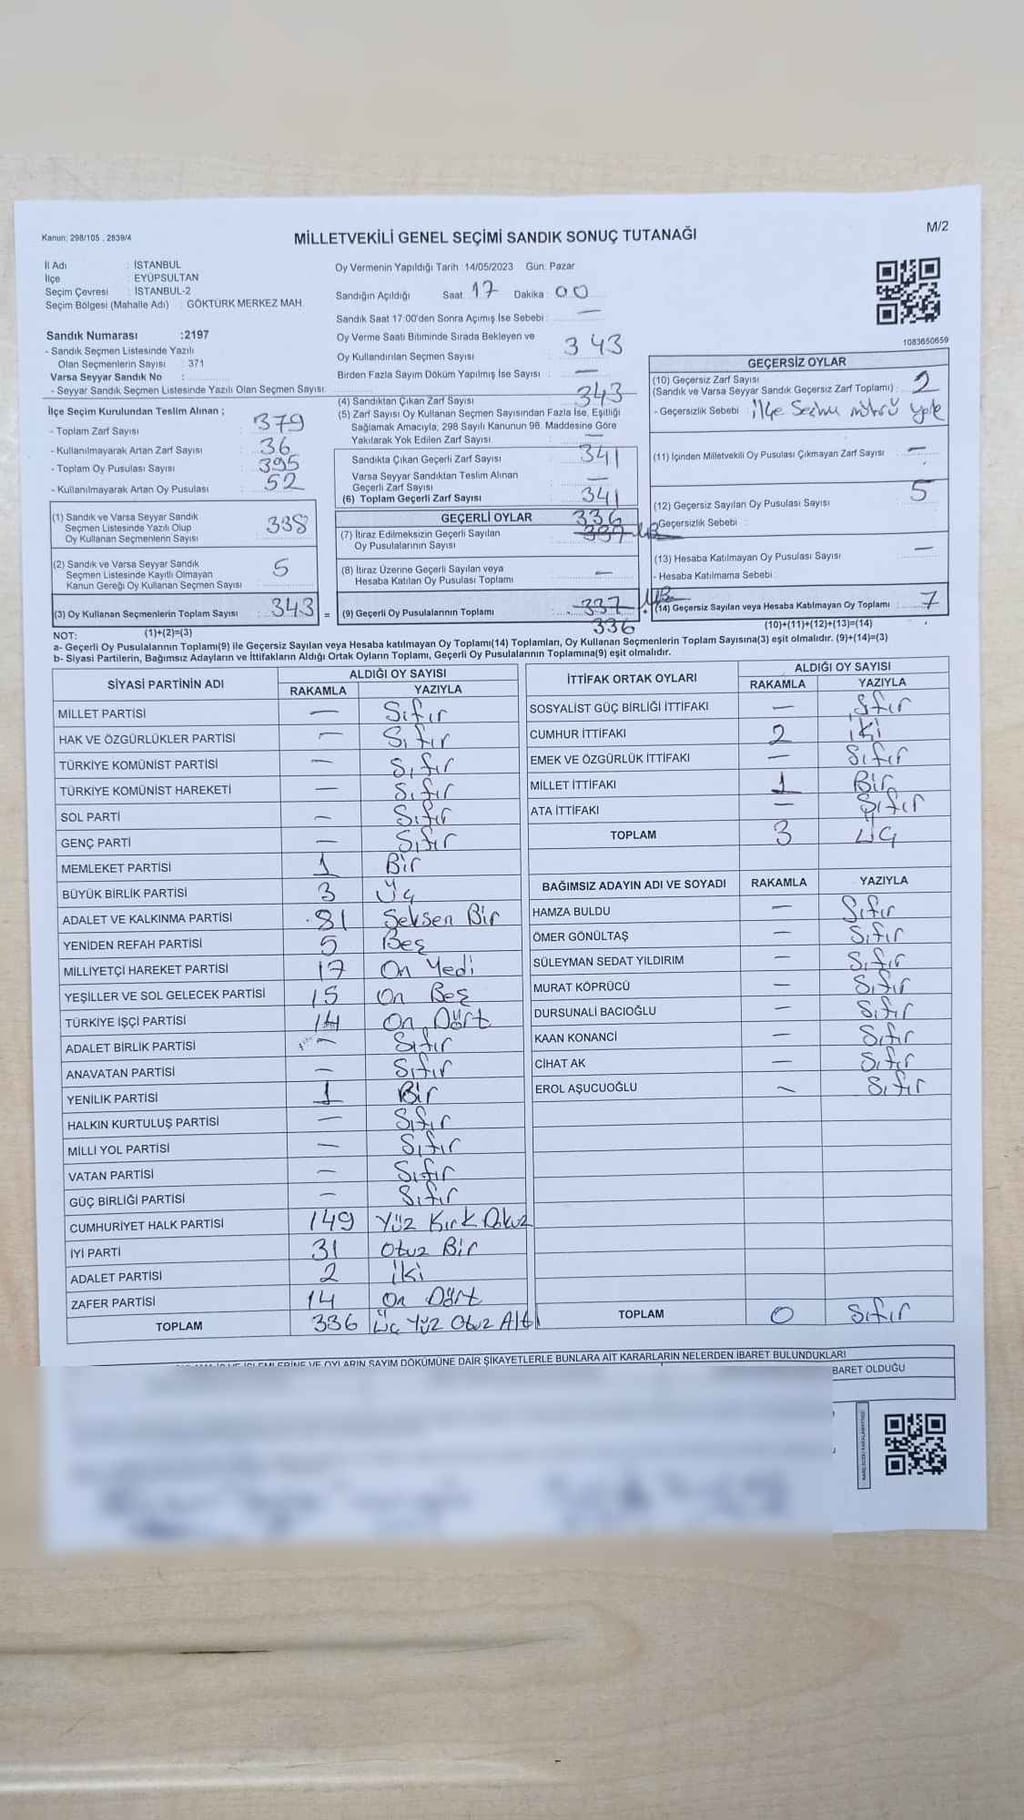 Kanun: 298/105 , 2839/4
MİLLETVEKİLİ GENEL SEÇİMİ SANDIK SONUÇ TUTANAĞI
M/2
İl Adı : İSTANBUL
İlçe : EYÜPSULTAN
Seçim Çevresi : İSTANBUL-2
Seçim Bölgesi (Mahalle Adı) : GÖKTÜRK MERKEZ MAH.
Oy Vermenin Yapıldığı Tarih :14/05/2023 Gün: Pazar
Sandığın Açıldığı Saat: 17 Dakika: 00
Sandık Saat 17:00'den Sonra Açmış İse Sebebi : —
Sandık Numarası :2197
- Sandık Seçmen Listesinde Yazılı
Olan Seçmenlerin Sayısı : 371
Varsa Seyyar Sandık No :
- Seyyar Sandık Seçmen Listesinde Yazılı Olan Seçmen Sayısı:
Oy Verme Saati Bitiminde Sırada Bekleyen ve
Oy Kullandırılan Seçmen Sayısı 343
Birden Fazla Sayım Döküm Yapılmış İse Sayısı : —
1083650659
İlçe Seçim Kurulundan Teslim Alınan ;
- Toplam Zarf Sayısı : 379
- Kullanılmayarak Artan Zarf Sayısı : 36
- Toplam Oy Pusulası Sayısı : 395
- Kullanılmayarak Artan Oy Pusulası : 52
(1) Sandık ve Varsa Seyyar Sandık
Seçmen Listesinde Yazılı Olup
Oy Kullanan Seçmenlerin Sayısı : 338
(2) Sandık ve Varsa Seyyar Sandık
Seçmen Listesinde Kayıtlı Olmayan
Kanun Gereği Oy Kullanan Seçmen Sayısı : 5
(3) Oy Kullanan Seçmenlerin Toplam Sayısı : 343 =
(1)+(2)=(3)
(4) Sandıktan Çıkan Zarf Sayısı : 343
(5) Zarf Sayısı Oy Kullanan Seçmen Sayısından Fazla İse, Eşitliği
Sağlamak Amacıyla, 298 Sayılı Kanunun 98. Maddesine Göre
Yakılarak Yok Edilen Zarf Sayısı : —
Sandıkta Çıkan Geçerli Zarf Sayısı : 341
Varsa Seyyar Sandıktan Teslim Alınan
Geçerli Zarf Sayısı : —
(6) Toplam Geçerli Zarf Sayısı : 341
GEÇERLİ OYLAR
(7) İtiraz Edilmeksizin Geçerli Sayılan
Oy Pusulalarının Sayısı : 336 337
(8) İtiraz Üzerine Geçerli Sayılan veya
Hesaba Katılan Oy Pusulası Toplamı : —
(9) Geçerli Oy Pusulalarının Toplamı : 337
336
GEÇERSİZ OYLAR
(10) Geçersiz Zarf Sayısı
(Sandık ve Varsa Seyyar Sandık Geçersiz Zarf Toplamı) : 2
- Geçersizlik Sebebi : İlçe Seçim mührü yok
(11) İçinden Milletvekili Oy Pusulası Çıkmayan Zarf Sayısı : —
(12) Geçersiz Sayılan Oy Pusulası Sayısı : 5
- Geçersizlik Sebebi :
(13) Hesaba Katılmayan Oy Pusulası Sayısı : —
- Hesaba Katılmama Sebebi :
(14) Geçersiz Sayılan veya Hesaba Katılmayan Oy Toplamı : 7
(10)+(11)+(12)+(13)=(14)
NOT:
a- Geçerli Oy Pusulalarının Toplamı(9) ile Geçersiz Sayılan veya Hesaba katılmayan Oy Toplamı(14) Toplamları, Oy Kullanan Seçmenlerin Toplam Sayısına(3) eşit olmalıdır. (9)+(14)=(3)
b- Siyasi Partilerin, Bağımsız Adayların ve İttifakların Aldığı Ortak Oyların Toplamı, Geçerli Oy Pusulalarının Toplamına(9) eşit olmalıdır.
SİYASİ PARTİNİN ADI ALDIĞI OY SAYISI
RAKAMLA YAZIYLA
MİLLET PARTİSİ — Sıfır
HAK VE ÖZGÜRLÜKLER PARTİSİ — Sıfır
TÜRKİYE KOMÜNİST PARTİSİ — Sıfır
TÜRKİYE KOMÜNİST HAREKETİ — Sıfır
SOL PARTİ — Sıfır
GENÇ PARTİ — Sıfır
MEMLEKET PARTİSİ 1 Bir
BÜYÜK BİRLİK PARTİSİ 3 Üç
ADALET VE KALKINMA PARTİSİ 81 Seksen Bir
YENİDEN REFAH PARTİSİ 5 Beş
MİLLİYETÇİ HAREKET PARTİSİ 17 On Yedi
YEŞİLLER VE SOL GELECEK PARTİSİ 15 On Beş
TÜRKİYE İŞÇİ PARTİSİ 14 On Dört
ADALET BİRLİK PARTİSİ — Sıfır
ANAVATAN PARTİSİ — Sıfır
YENİLİK PARTİSİ 1 Bir
HALKIN KURTULUŞ PARTİSİ — Sıfır
MİLLİ YOL PARTİSİ — Sıfır
VATAN PARTİSİ — Sıfır
GÜÇ BİRLİĞİ PARTİSİ — Sıfır
CUMHURİYET HALK PARTİSİ 149 Yüz Kırk Dokuz
İYİ PARTİ 31 Otuz Bir
ADALET PARTİSİ 2 İki
ZAFER PARTİSİ 14 On Dört
TOPLAM 336 Üç Yüz Otuz Altı
İTTİFAK ORTAK OYLARI ALDIĞI OY SAYISI
RAKAMLA YAZIYLA
SOSYALİST GÜÇ BİRLİĞİ İTTİFAKI — Sıfır
CUMHUR İTTİFAKI 2 İki
EMEK VE ÖZGÜRLÜK İTTİFAKI — Sıfır
MİLLET İTTİFAKI 1 Bir
ATA İTTİFAKI — Sıfır
TOPLAM 3 Üç
BAĞIMSIZ ADAYIN ADI VE SOYADI RAKAMLA YAZIYLA
HAMZA BULDU — Sıfır
ÖMER GÖNÜLTAŞ — Sıfır
SÜLEYMAN SEDAT YILDIRIM — Sıfır
MURAT KÖPRÜCÜ — Sıfır
DURSUNALİ BACIOĞLU — Sıfır
KAAN KONANCİ — Sıfır
CİHAT AK — Sıfır
EROL AŞUCUOĞLU — Sıfır
TOPLAM 0 Sıfır
OYLARIN SAYIM DÖKÜMÜNE DAİR ŞİKAYETLERLE BUNLARA AİT KARARLARIN NELERDEN İBARET BULUNDUKLARI
BARET OLDUĞU